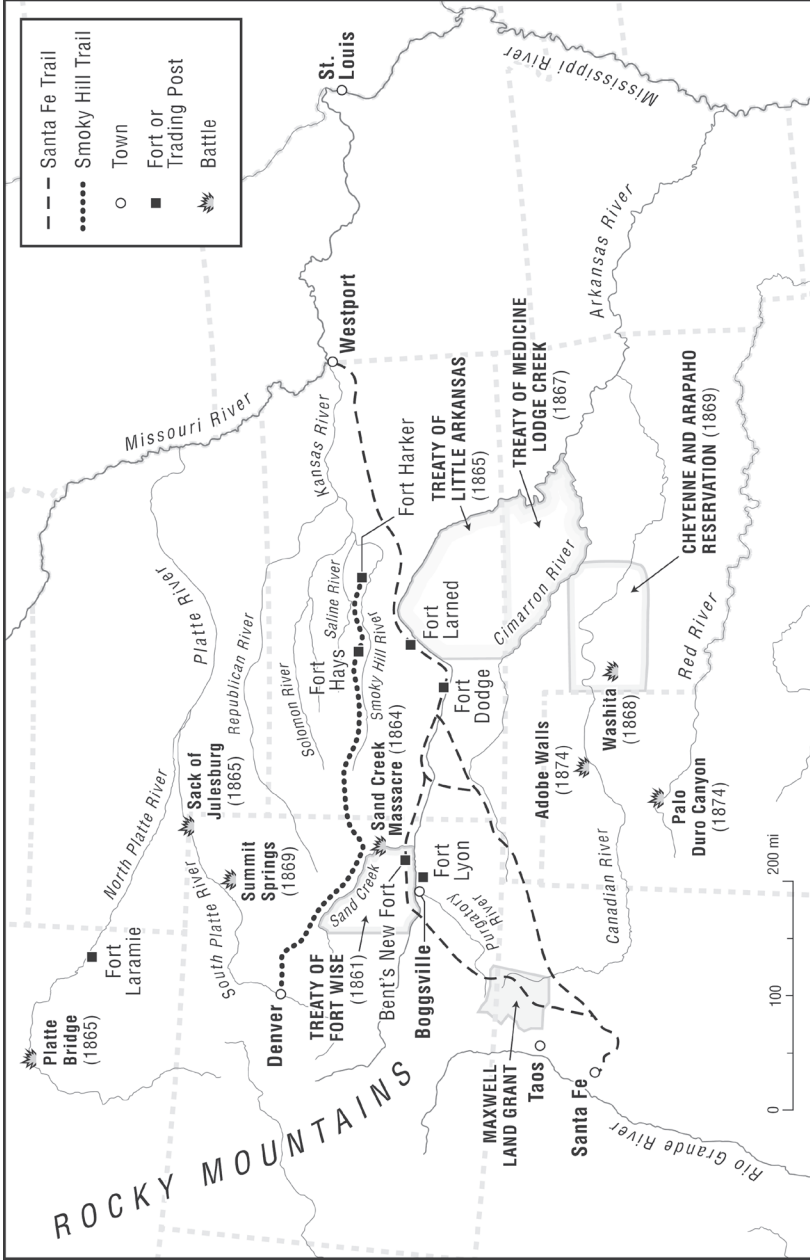 Santa Fe Trail
Smoky Hill Trail
Town
Fort or
Trading Post
Battle
ROCKY MOUNTAINS
Platte
Bridge
(1865)
Fort
Laramie
North Platte River
South Platte River
Sack of
Julesburg
(1865)
Summit
Springs
(1869)
Platte River
Missouri River
Republican River
Solomon River
Saline River
Smoky Hill River
Kansas River
Fort
Hays
Fort Harker
Westport
St.
Louis
Mississippi River
Denver
TREATY OF
FORT WISE
(1861)
Sand Creek
Sand Creek
Massacre (1864)
Bent's New Fort
Boggsville
Fort
Lyon
Purgatory
River
Fort
Dodge
Fort
Larned
TREATY OF
LITTLE ARKANSAS
(1865)
TREATY OF MEDICINE
LODGE CREEK
(1867)
Cimarron River
Arkansas River
MAXWELL
LAND GRANT
Taos
Santa Fe
Rio Grande River
Canadian River
Adobe Walls
(1874)
Washita
(1868)
CHEYENNE AND ARAPAHO
RESERVATION (1869)
Palo
Duro Canyon
(1874)
Red River
0 100 200 mi